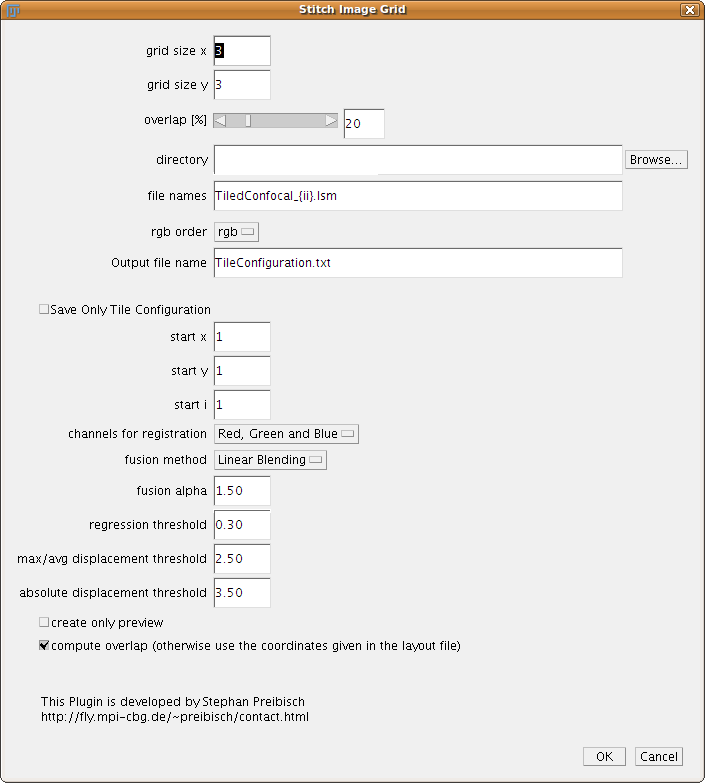 Stitch Image Grid
grid size x 3
grid size y 3
overlap [%] 20
directory Browse...
file names TiledConfocal_{ii}.lsm
rgb order rgb
Output file name TileConfiguration.txt
Save Only Tile Configuration
start x 1
start y 1
start i 1
channels for registration Red, Green and Blue
fusion method Linear Blending
fusion alpha 1.50
regression threshold 0.30
max/avg displacement threshold 2.50
absolute displacement threshold 3.50
create only preview
compute overlap (otherwise use the coordinates given in the layout file)
This Plugin is developed by Stephan Preibisch
http://fly.mpi-cbg.de/~preibisch/contact.html
OK Cancel